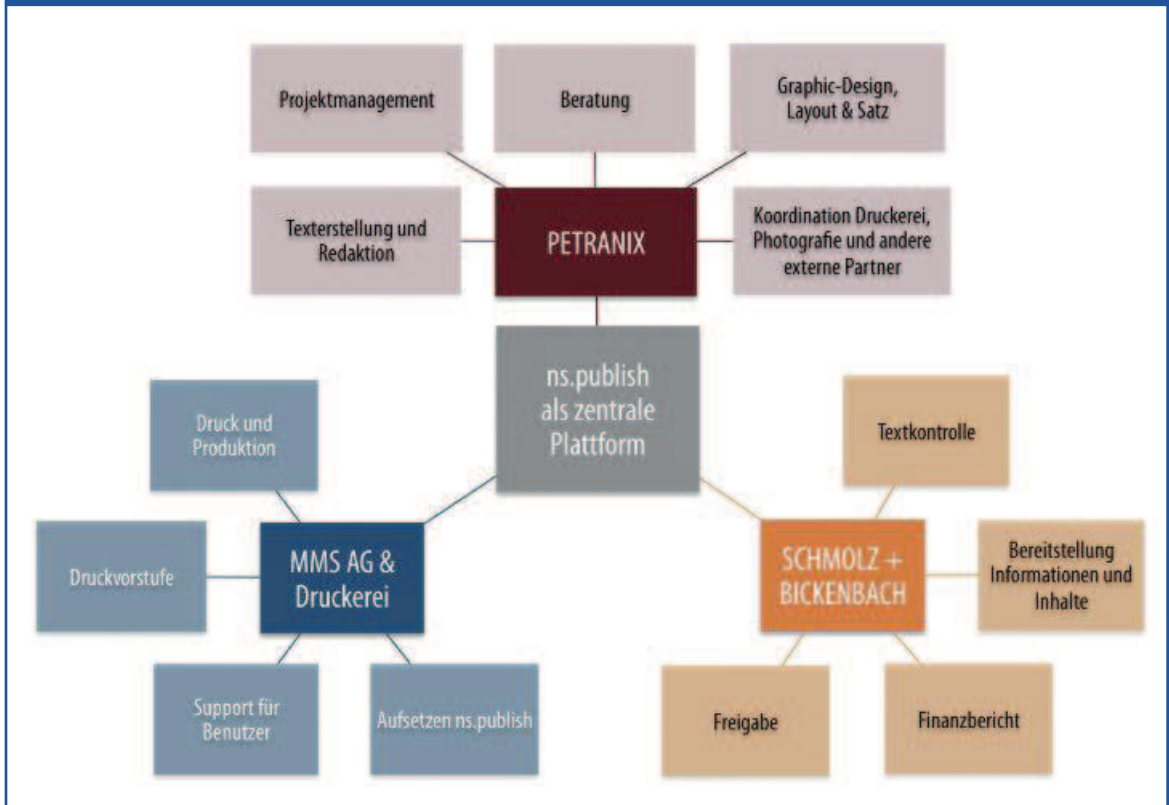 Projektmanagement
Beratung
Graphic-Design,
Layout & Satz
Texterstellung und
Redaktion
PETRANIX
Koordination Druckerei,
Photografie und andere
externe Partner
ns.publish
als zentrale
Plattform
Druck und
Produktion
Textkontrolle
Druckvorstufe
MMS AG &
Druckerei
SCHMOLZ +
BICKENBACH
Bereitstellung
Informationen und
Inhalte
Support für
Benutzer
Aufsetzen ns.publish
Freigabe
Finanzbericht